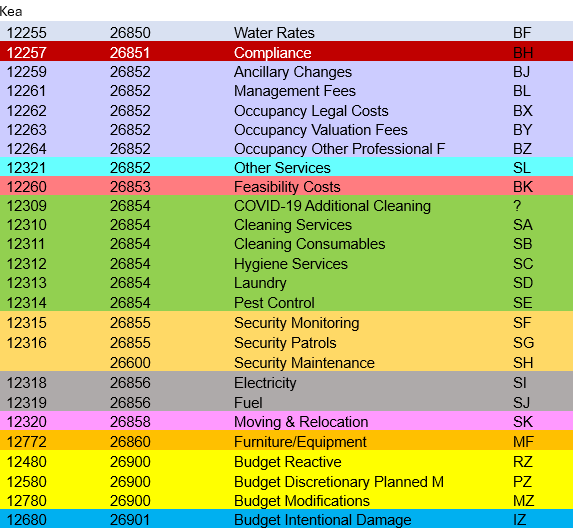 Kea
12255 26850 Water Rates BF
12257 26851 Compliance BH
12259 26852 Ancillary Changes BJ
12261 26852 Management Fees BL
12262 26852 Occupancy Legal Costs BX
12263 26852 Occupancy Valuation Fees BY
12264 26852 Occupancy Other Professional F BZ
12321 26852 Other Services SL
12260 26853 Feasibility Costs BK
12309 26854 COVID-19 Additional Cleaning ?
12310 26854 Cleaning Services SA
12311 26854 Cleaning Consumables SB
12312 26854 Hygiene Services SC
12313 26854 Laundry SD
12314 26854 Pest Control SE
12315 26855 Security Monitoring SF
12316 26855 Security Patrols SG
26600 Security Maintenance SH
12318 26856 Electricity SI
12319 26856 Fuel SJ
12320 26858 Moving & Relocation SK
12772 26860 Furniture/Equipment MF
12480 26900 Budget Reactive RZ
12580 26900 Budget Discretionary Planned M PZ
12780 26900 Budget Modifications MZ
12680 26901 Budget Intentional Damage IZ